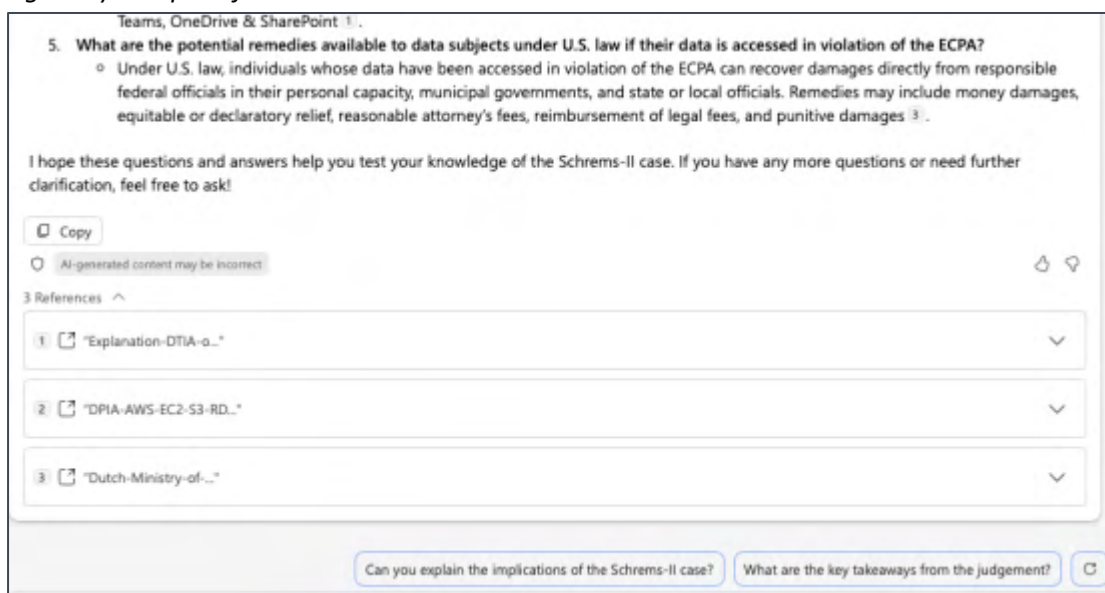 Teams, OneDrive & SharePoint 1 .
5. What are the potential remedies available to data subjects under U.S. law if their data is accessed in violation of the ECPA?
Under U.S. law, individuals whose data have been accessed in violation of the ECPA can recover damages directly from responsible
federal officials in their personal capacity, municipal governments, and state or local officials. Remedies may include money damages,
equitable or declaratory relief, reasonable attorney's fees, reimbursement of legal fees, and punitive damages 3 .
I hope these questions and answers help you test your knowledge of the Schrems-II case. If you have any more questions or need further
clarification, feel free to ask!
Copy
AI-generated content may be incorrect
3 References
1 "Explanation-DTIA-o..."
2 "DPIA-AWS-EC2-S3-RD..."
3 "Dutch-Ministry-of-..."
Can you explain the implications of the Schrems-II case? What are the key takeaways from the judgement?